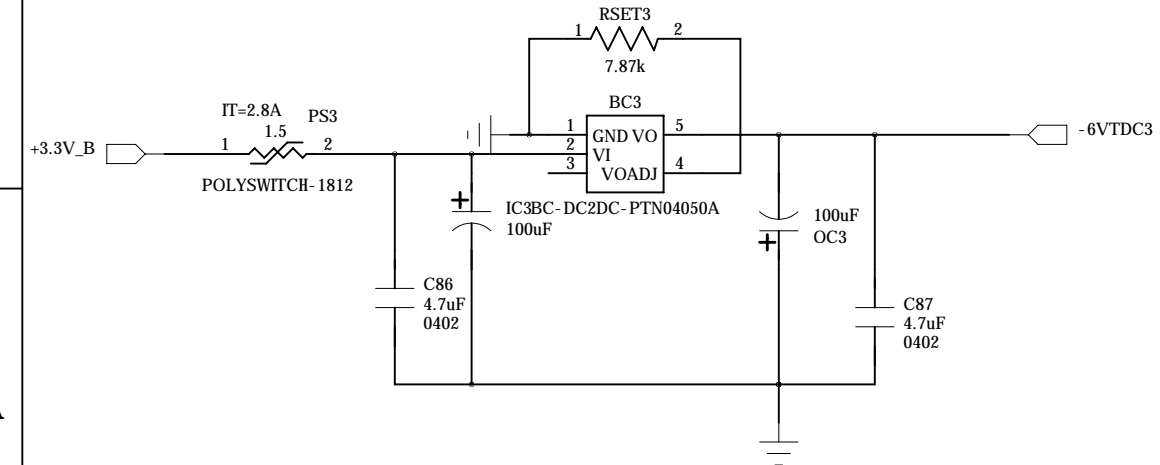 RSET3
1 2
7.87k
IT=2.8A
PS3
1.5
+3.3V_B
1 2
POLYSWITCH-1812
BC3
1 GND VO 5
2 VI
3 VOADJ 4
-6VTDC3
+
IC3BC-DC2DC-PTN04050A
100uF
100uF
OC3
+
C86
4.7uF
0402
C87
4.7uF
0402